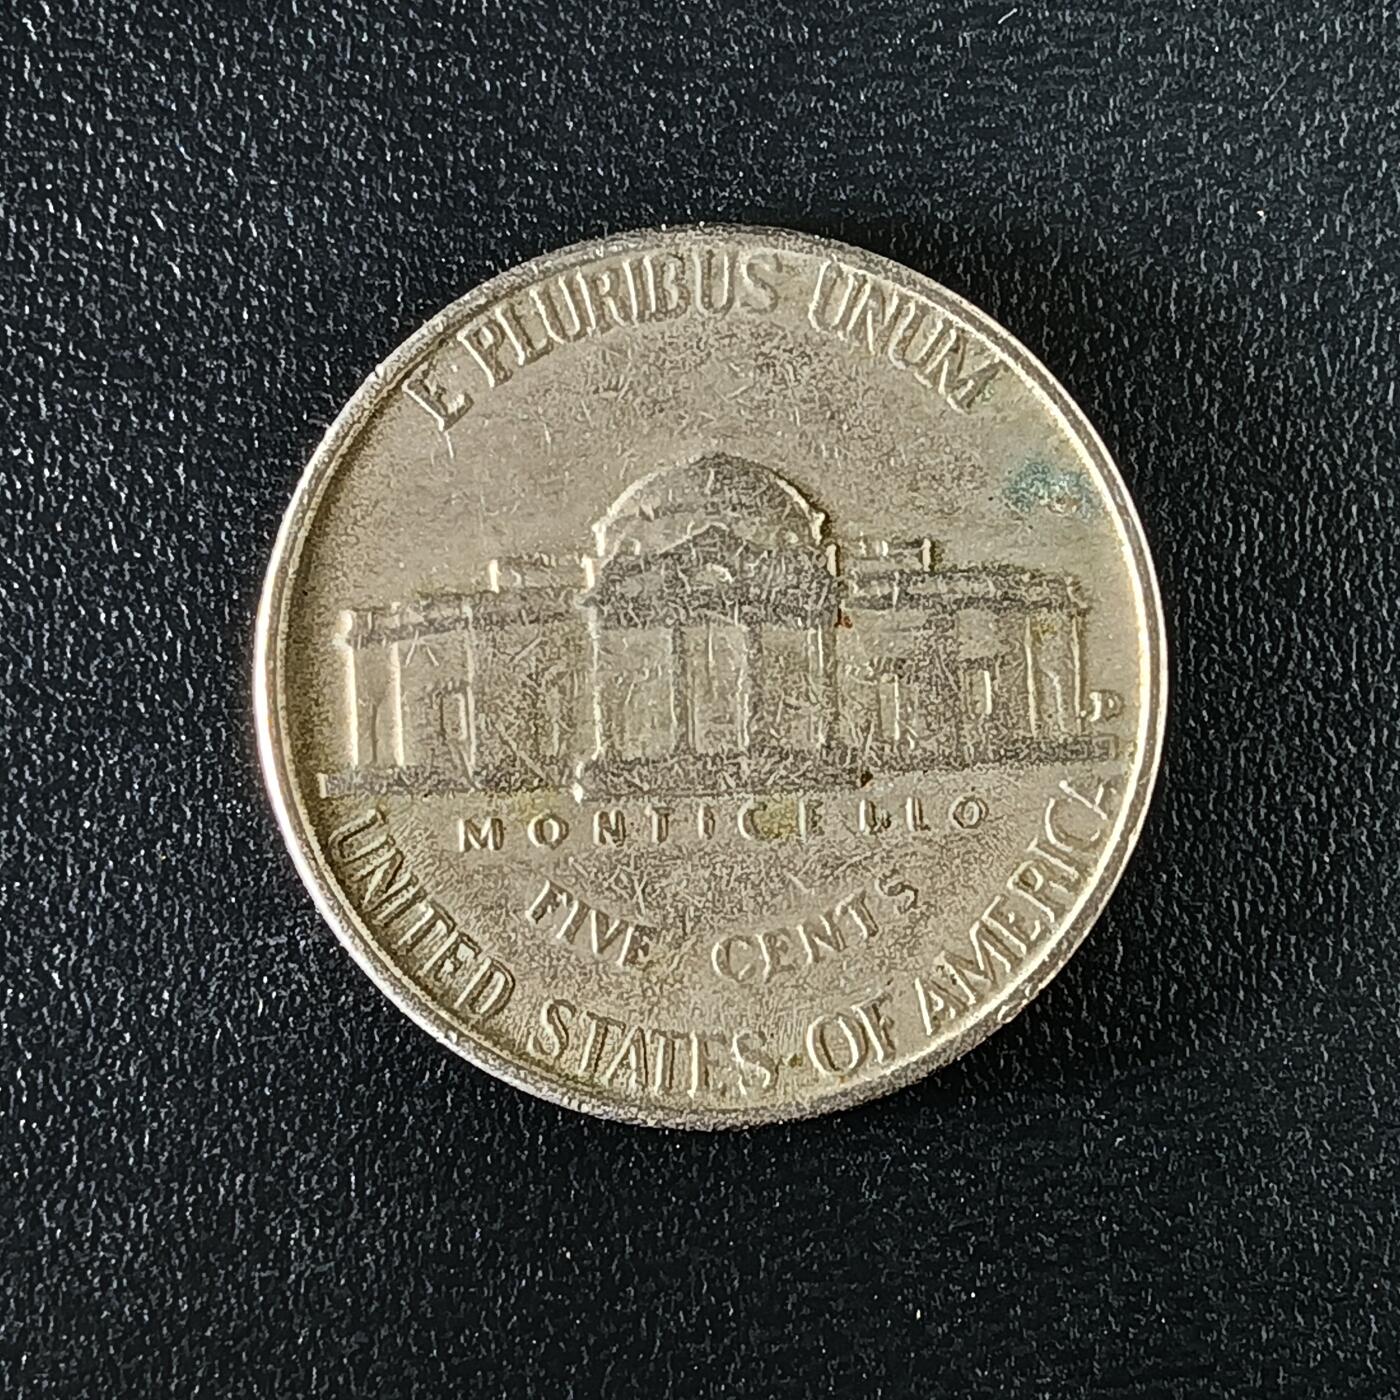 E PLURIBUS UNUM
D
MONTICELLO
FIVE CENTS
UNITED STATES OF AMERICA